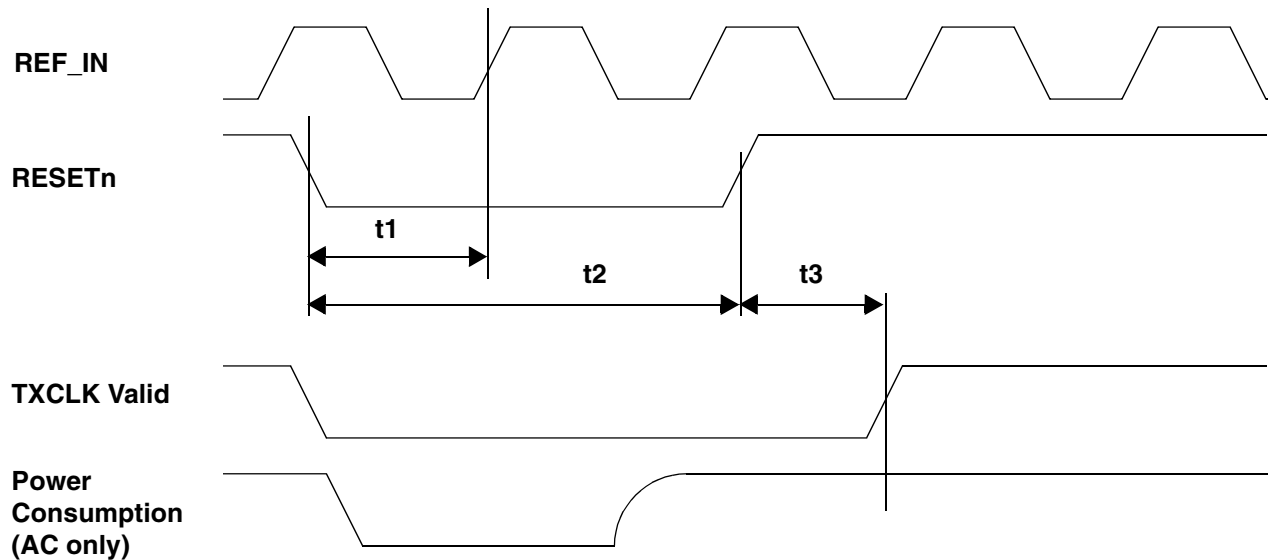 REF_IN
RESETn
t1
t2
t3
TXCLK Valid
Power
Consumption
(AC only)